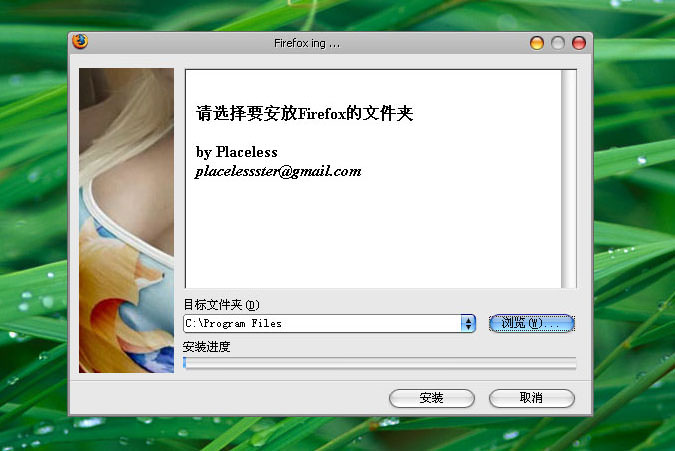 Firefox ing ...
请选择要安放Firefox的文件夹
by Placeless
placelessster@gmail.com
目标文件夹(D)
C:\Program Files
浏览(W)...
安装进度
安装
取消